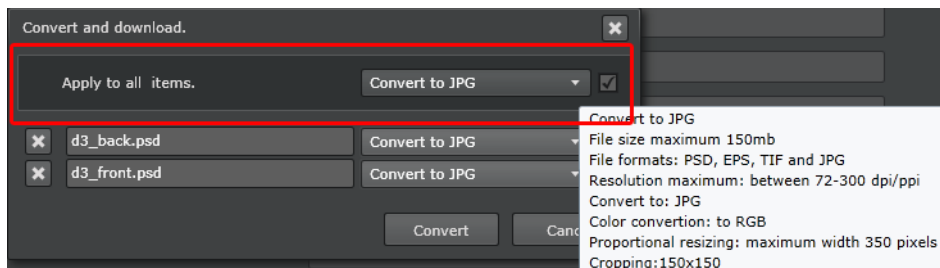 Convert and download.
Apply to all items.
Convert to JPG
d3_back.psd
Convert to JPG
d3_front.psd
Convert to JPG
Convert
Canc
Convert to JPG
File size maximum 150mb
File formats: PSD, EPS, TIF and JPG
Resolution maximum: between 72-300 dpi/ppi
Convert to: JPG
Color convertion: to RGB
Proportional resizing: maximum width 350 pixels
Cropping:150x150